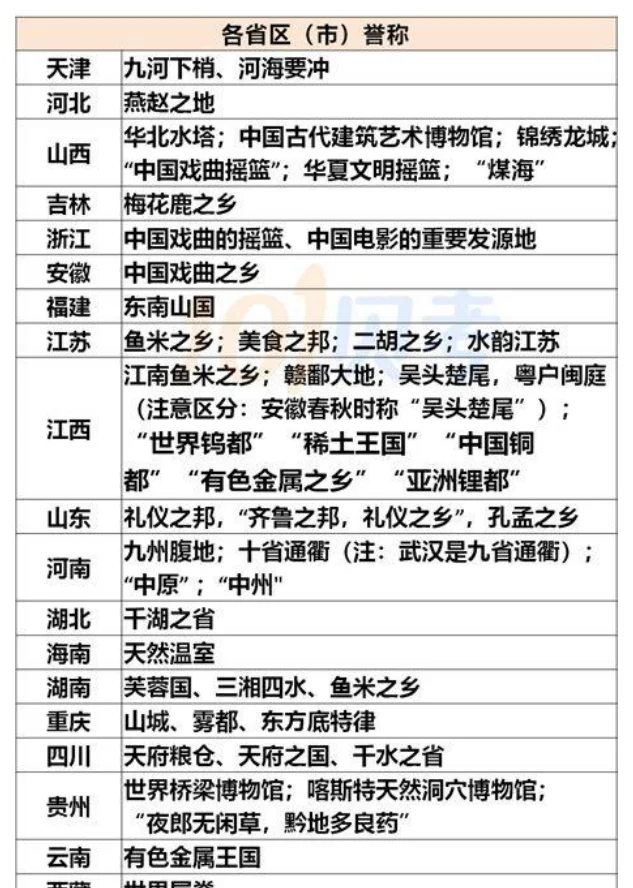 各省区（市）誉称
天津 九河下梢、河海要冲
河北 燕赵之地
山西 华北水塔；中国古代建筑艺术博物馆；锦绣龙城；
“中国戏曲摇篮”；华夏文明摇篮；“煤海”
吉林 梅花鹿之乡
浙江 中国戏曲的摇篮、中国电影的重要发源地
安徽 中国戏曲之乡
福建 东南山国
江苏 鱼米之乡；美食之邦；二胡之乡；水韵江苏
江西 江南鱼米之乡；赣鄱大地；吴头楚尾，粤户闽庭
（注意区分：安徽春秋时称“吴头楚尾”）；
“世界钨都”“稀土王国”“中国铜
都”“有色金属之乡”“亚洲锂都”
山东 礼仪之邦，“齐鲁之邦，礼仪之乡”，孔孟之乡
河南 九州腹地；十省通衢（注：武汉是九省通衢）；
“中原”；“中州"
湖北 千湖之省
海南 天然温室
湖南 芙蓉国、三湘四水、鱼米之乡
重庆 山城、雾都、东方底特律
四川 天府粮仓、天府之国、千水之省
贵州 世界桥梁博物馆；喀斯特天然洞穴博物馆；
“夜郎无闲草，黔地多良药”
云南 有色金属王国
101贝考